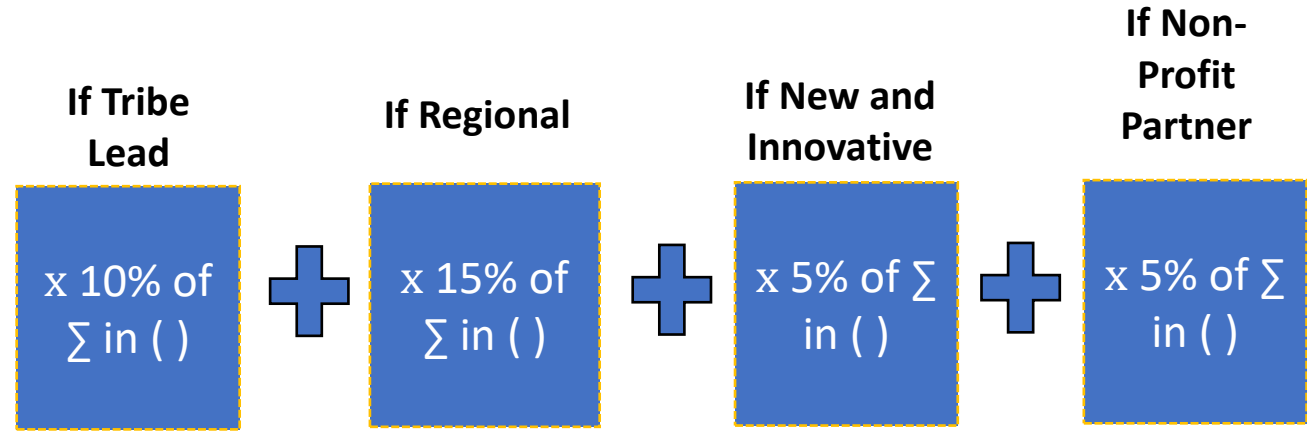 If Tribe
Lead
x 10% of
∑ in ( )
If Regional
x 15% of
∑ in ( )
If New and
Innovative
x 5% of ∑
in ( )
If Non-
Profit
Partner
x 5% of ∑
in ( )